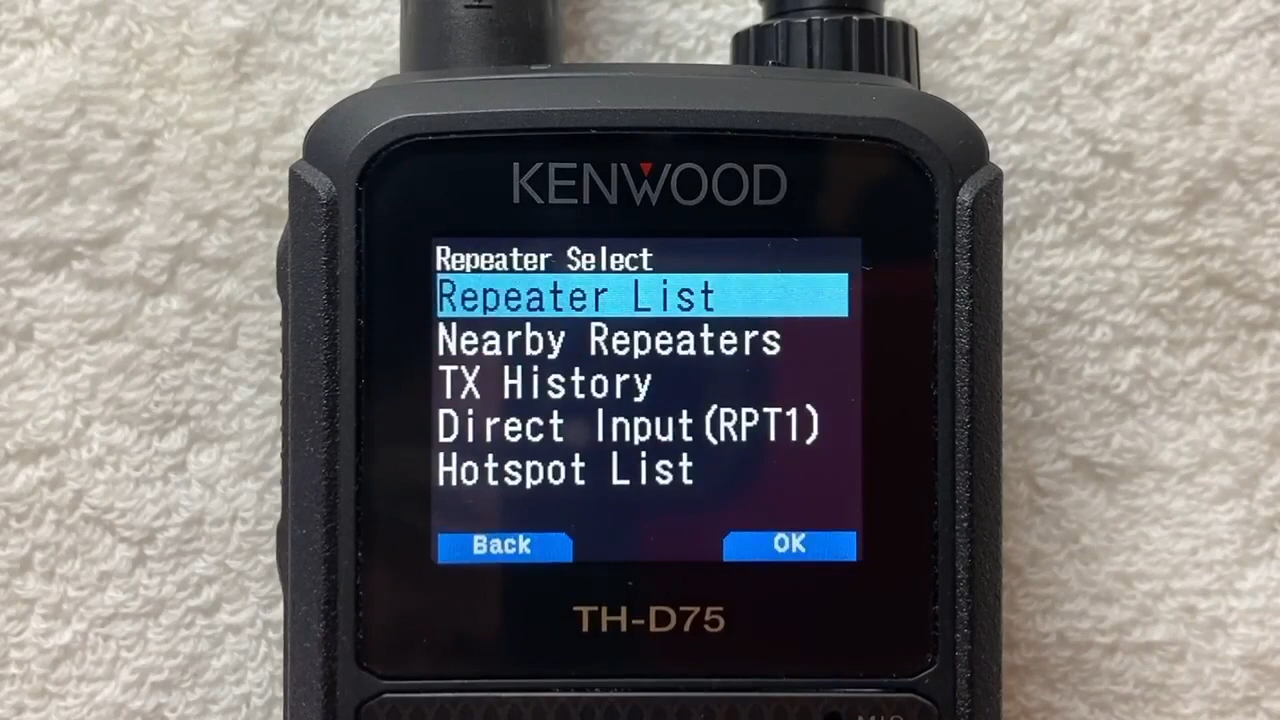 KENWOOD
Repeater Select
Repeater List
Nearby Repeaters
TX History
Direct Input(RPT1)
Hotspot List
Back OK
TH-D75